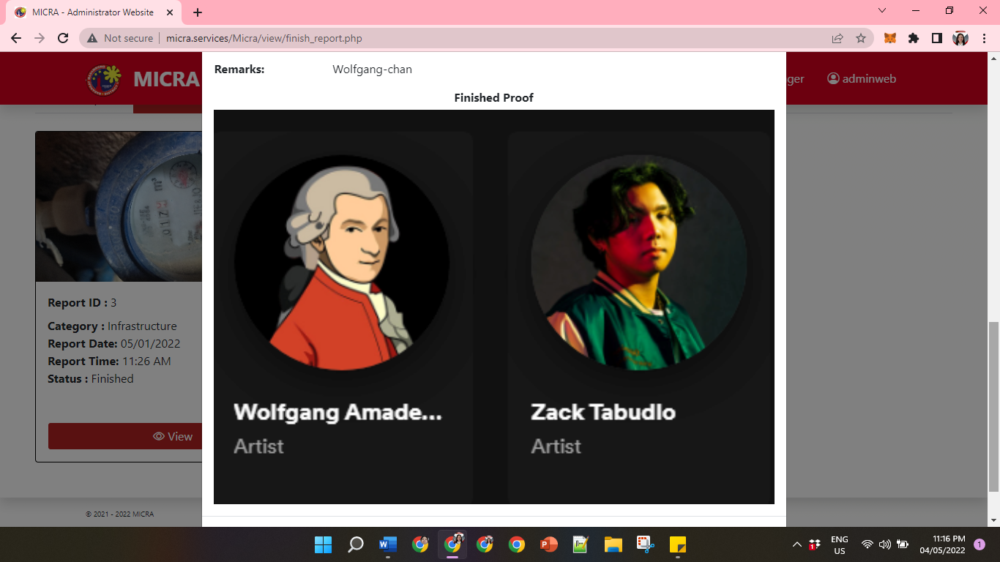 MICRA - Administrator Website
Not secure
micra.services/Micra/view/finish_report.php
MICRA
ger
adminweb
Remarks:
Wolfgang-chan
Finished Proof
Wolfgang Amade...
Artist
Zack Tabudlo
Artist
Report ID : 3
Category : Infrastructure
Report Date: 05/01/2022
Report Time: 11:26 AM
Status : Finished
View
© 2021 - 2022 MICRA
ENG
US
11:16 PM
04/05/2022
1
1